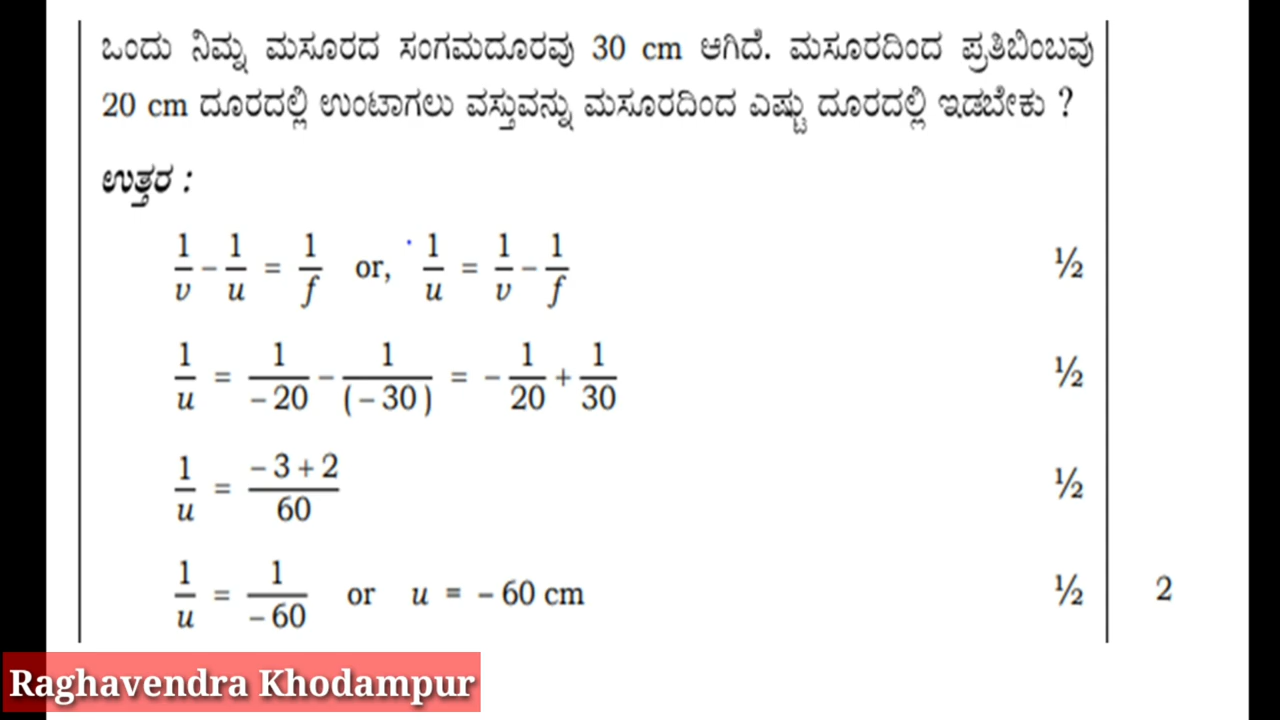 ಒಂದು ನಿಮ್ನ ಮಸೂರದ ಸಂಗಮದೂರವು 30 cm ಆಗಿದೆ. ಮಸೂರದಿಂದ ಪ್ರತಿಬಿಂಬವು
20 cm ದೂರದಲ್ಲಿ ಉಂಟಾಗಲು ವಸ್ತುವನ್ನು ಮಸೂರದಿಂದ ಎಷ್ಟು ದೂರದಲ್ಲಿ ಇಡಬೇಕು ?
ಉತ್ತರ :
1/v − 1/u = 1/f or, 1/u = 1/v − 1/f ½
1/u = 1/−20 − 1/(−30) = − 1/20 + 1/30 ½
1/u = −3+2/60 ½
1/u = 1/−60 or u = − 60 cm ½ 2
Raghavendra Khodampur